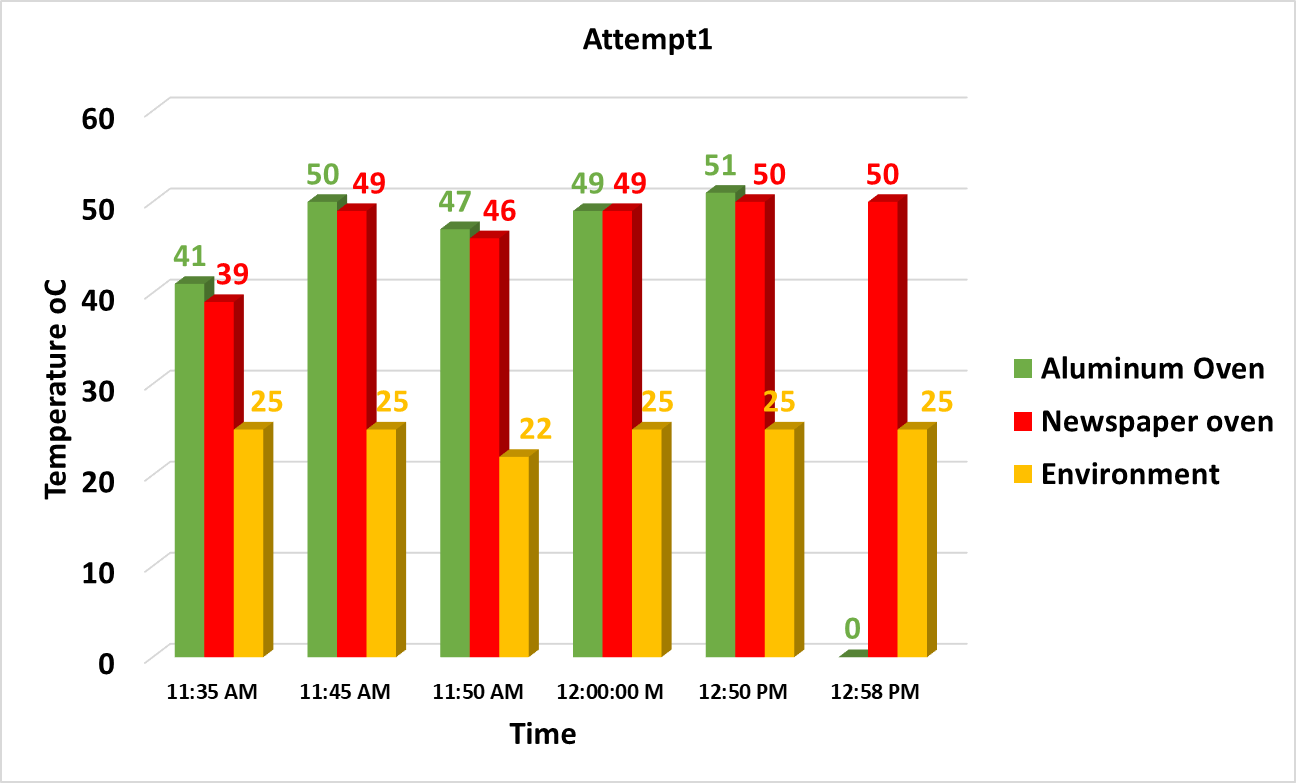 Attempt1
60
50
40
30
20
10
0
Temperature oC
41 39 25
50 49 25
47 46 22
49 49 25
51 50 25
0 50 25
11:35 AM 11:45 AM 11:50 AM 12:00:00 M 12:50 PM 12:58 PM
Time
Aluminum Oven
Newspaper oven
Environment